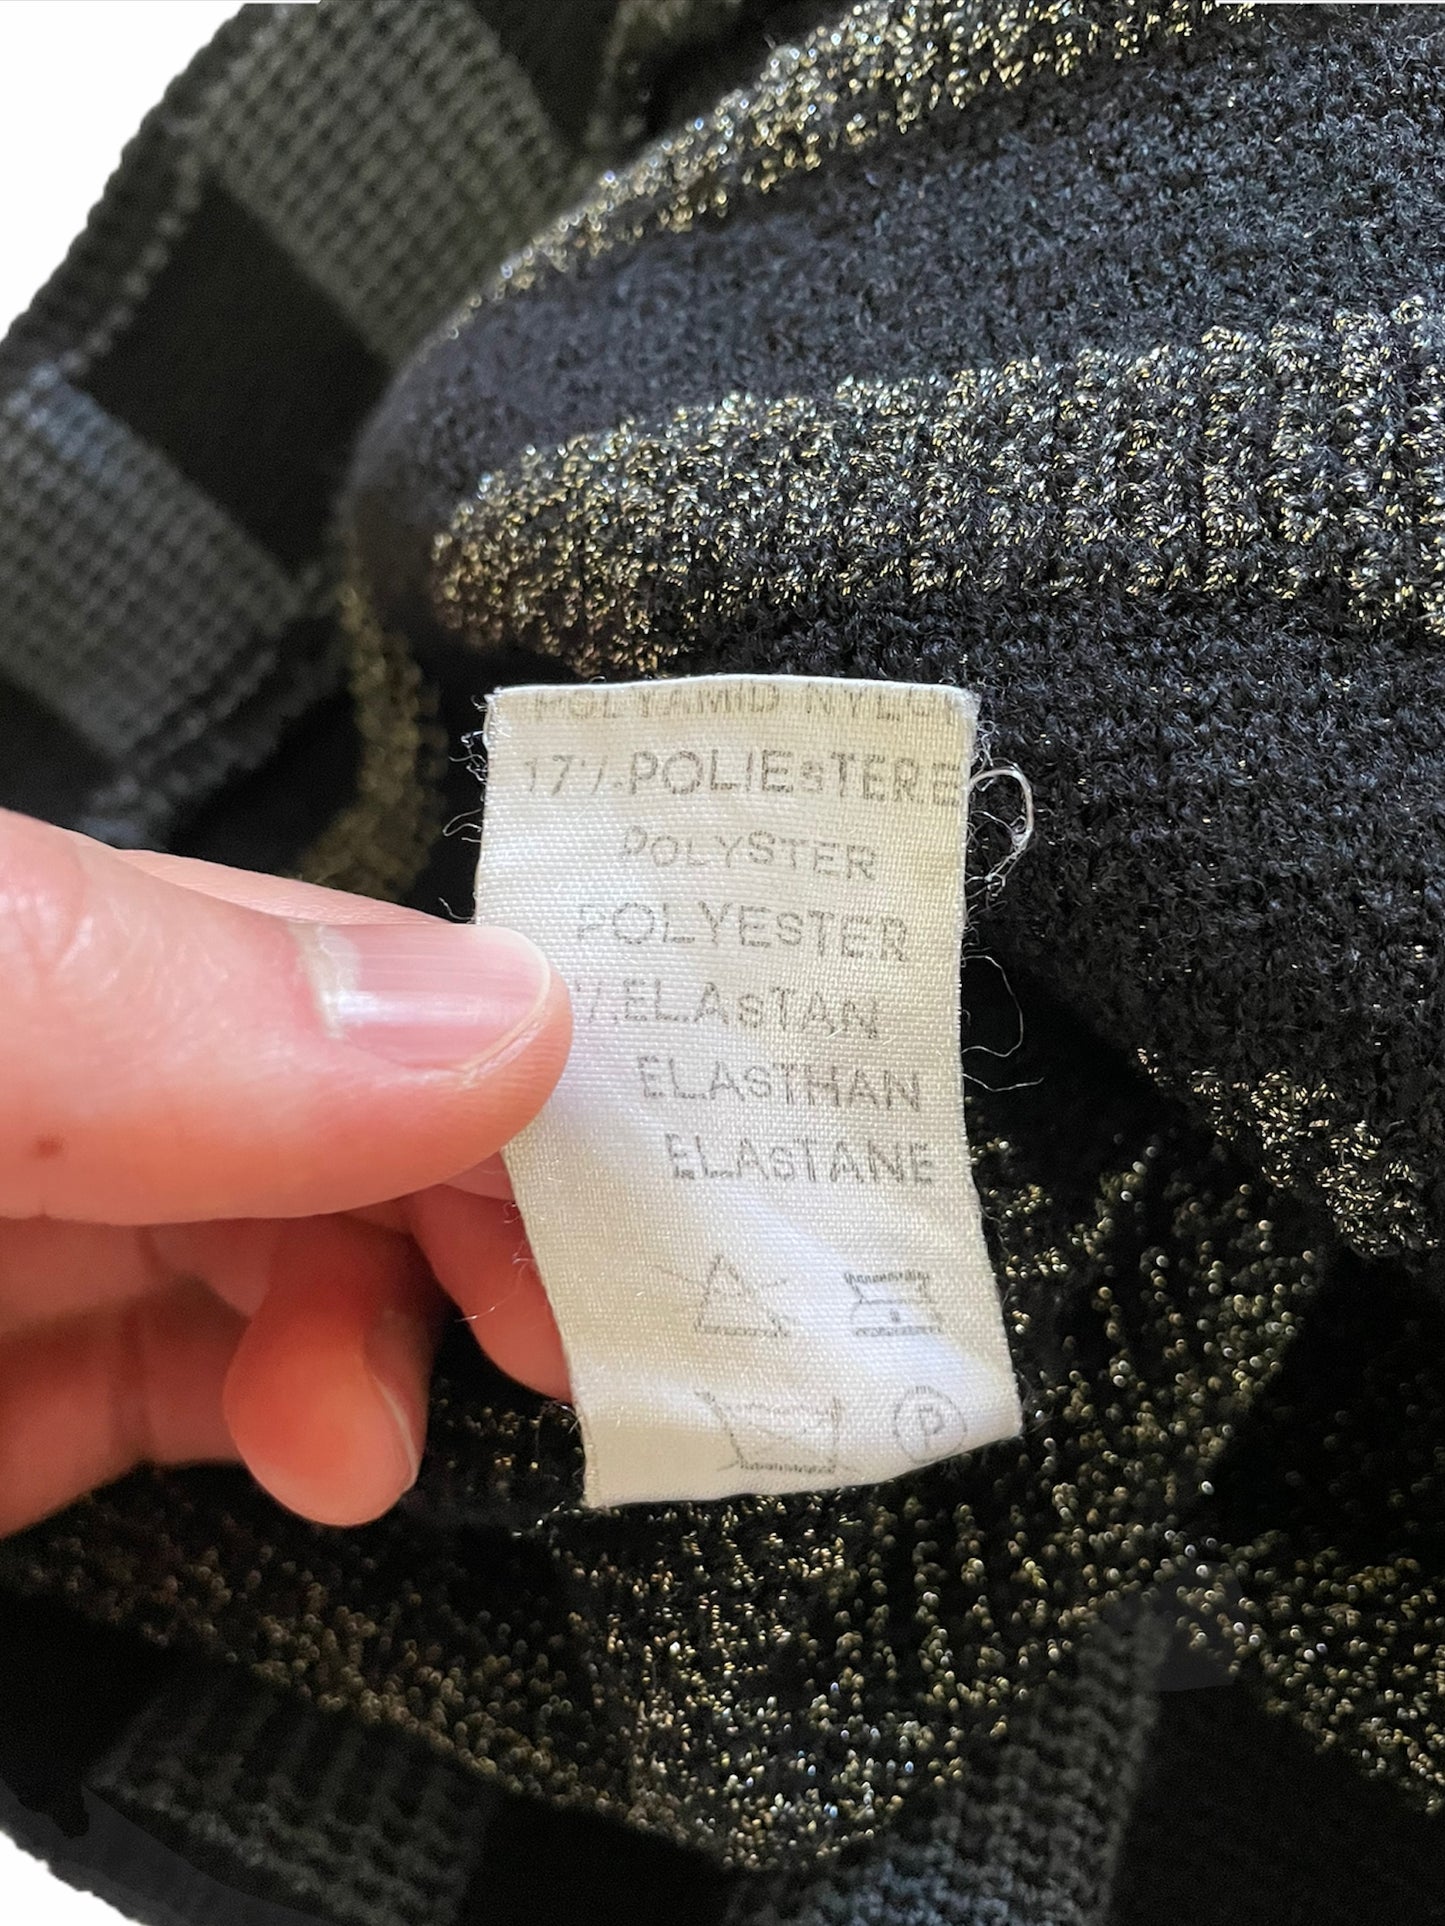 POLYAMID NYLON
17%POLIEsTERE
POLYSTER
POLYESTER
%ELAsTAN
ELAsTHAN
ELAsTANE
P